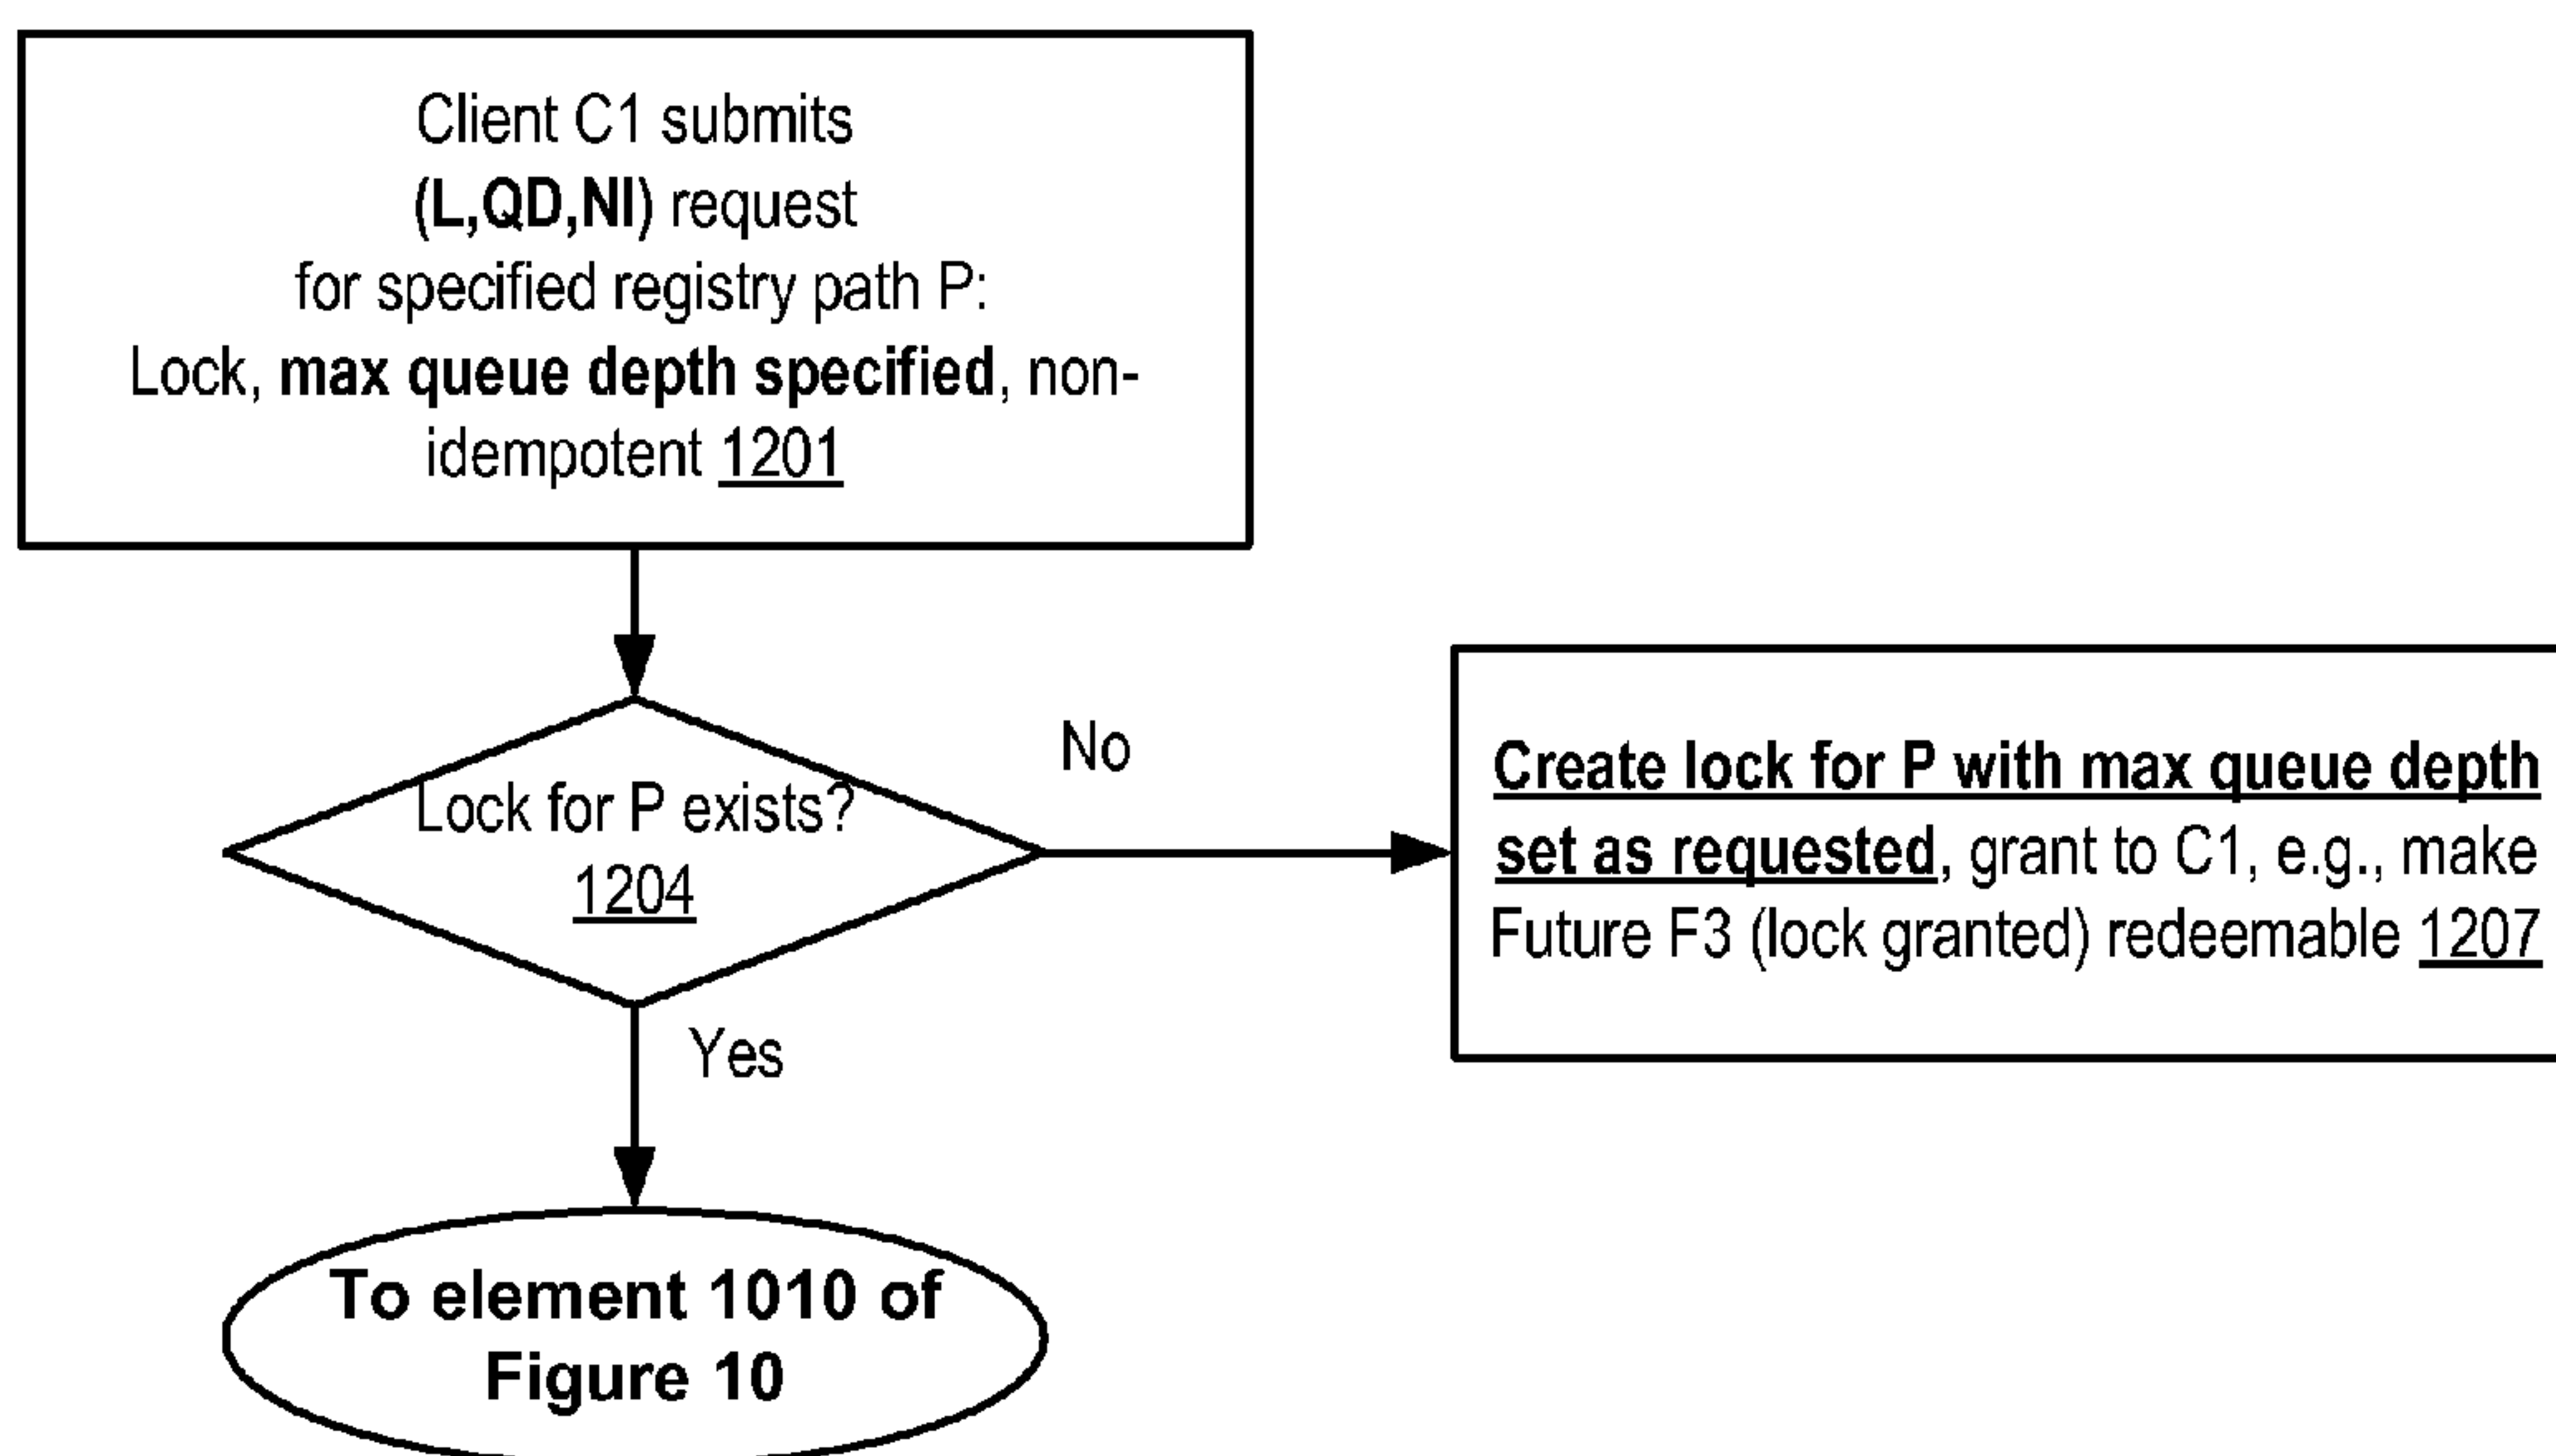 Client C1 submits
(L,QD,NI) request
for specified registry path P:
Lock, max queue depth specified, non-
idempotent 1201
Lock for P exists?
1204
No
Create lock for P with max queue depth
set as requested, grant to C1, e.g., make
Future F3 (lock granted) redeemable 1207
Yes
To element 1010 of
Figure 10